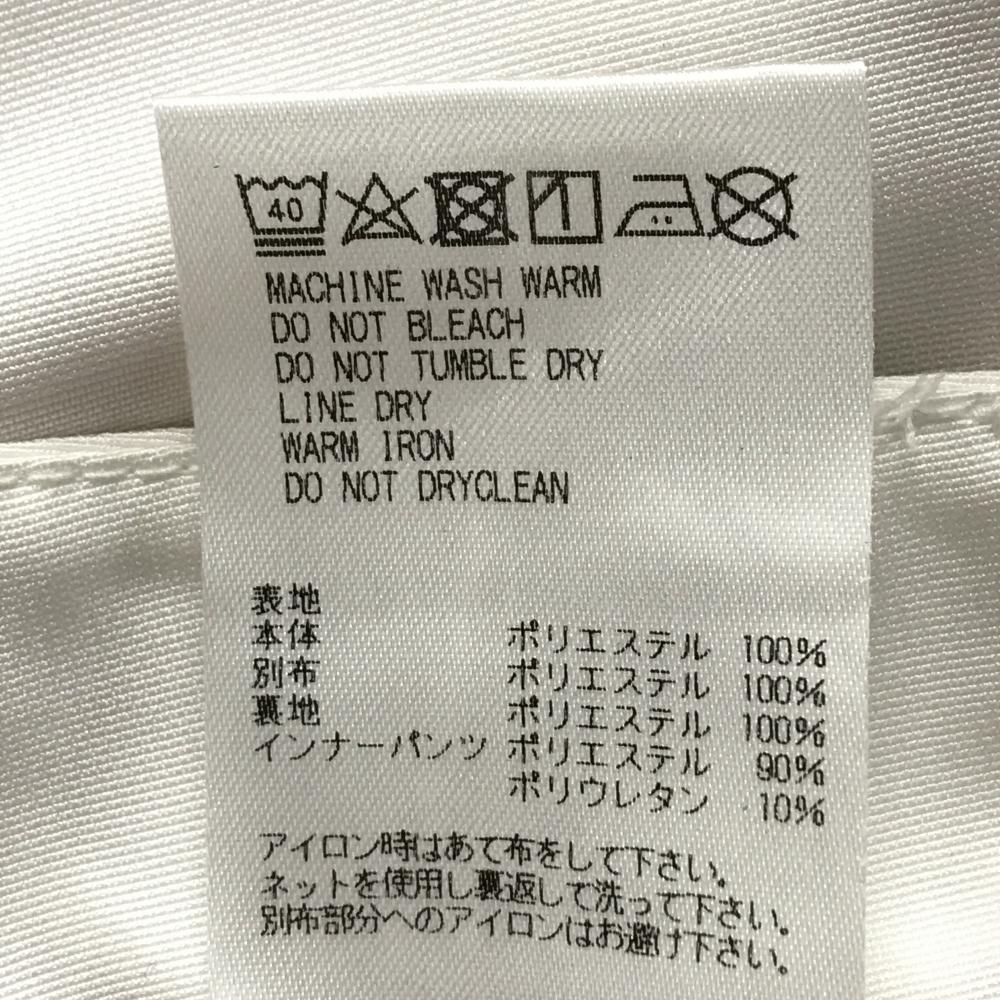 40
MACHINE WASH WARM
DO NOT BLEACH
DO NOT TUMBLE DRY
LINE DRY
WARM IRON
DO NOT DRYCLEAN
表地
本体 ポリエステル 100%
別布 ポリエステル 100%
裏地 ポリエステル 100%
インナーパンツ ポリエステル 90%
ポリウレタン 10%
アイロン時はあて布をして下さい。
ネットを使用し裏返して洗って下さい。
別布部分へのアイロンはお避け下さい。